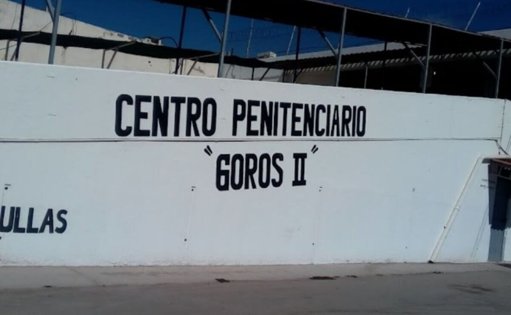 CENTRO PENITENCIARIO
"GOROS II"
ULLAS